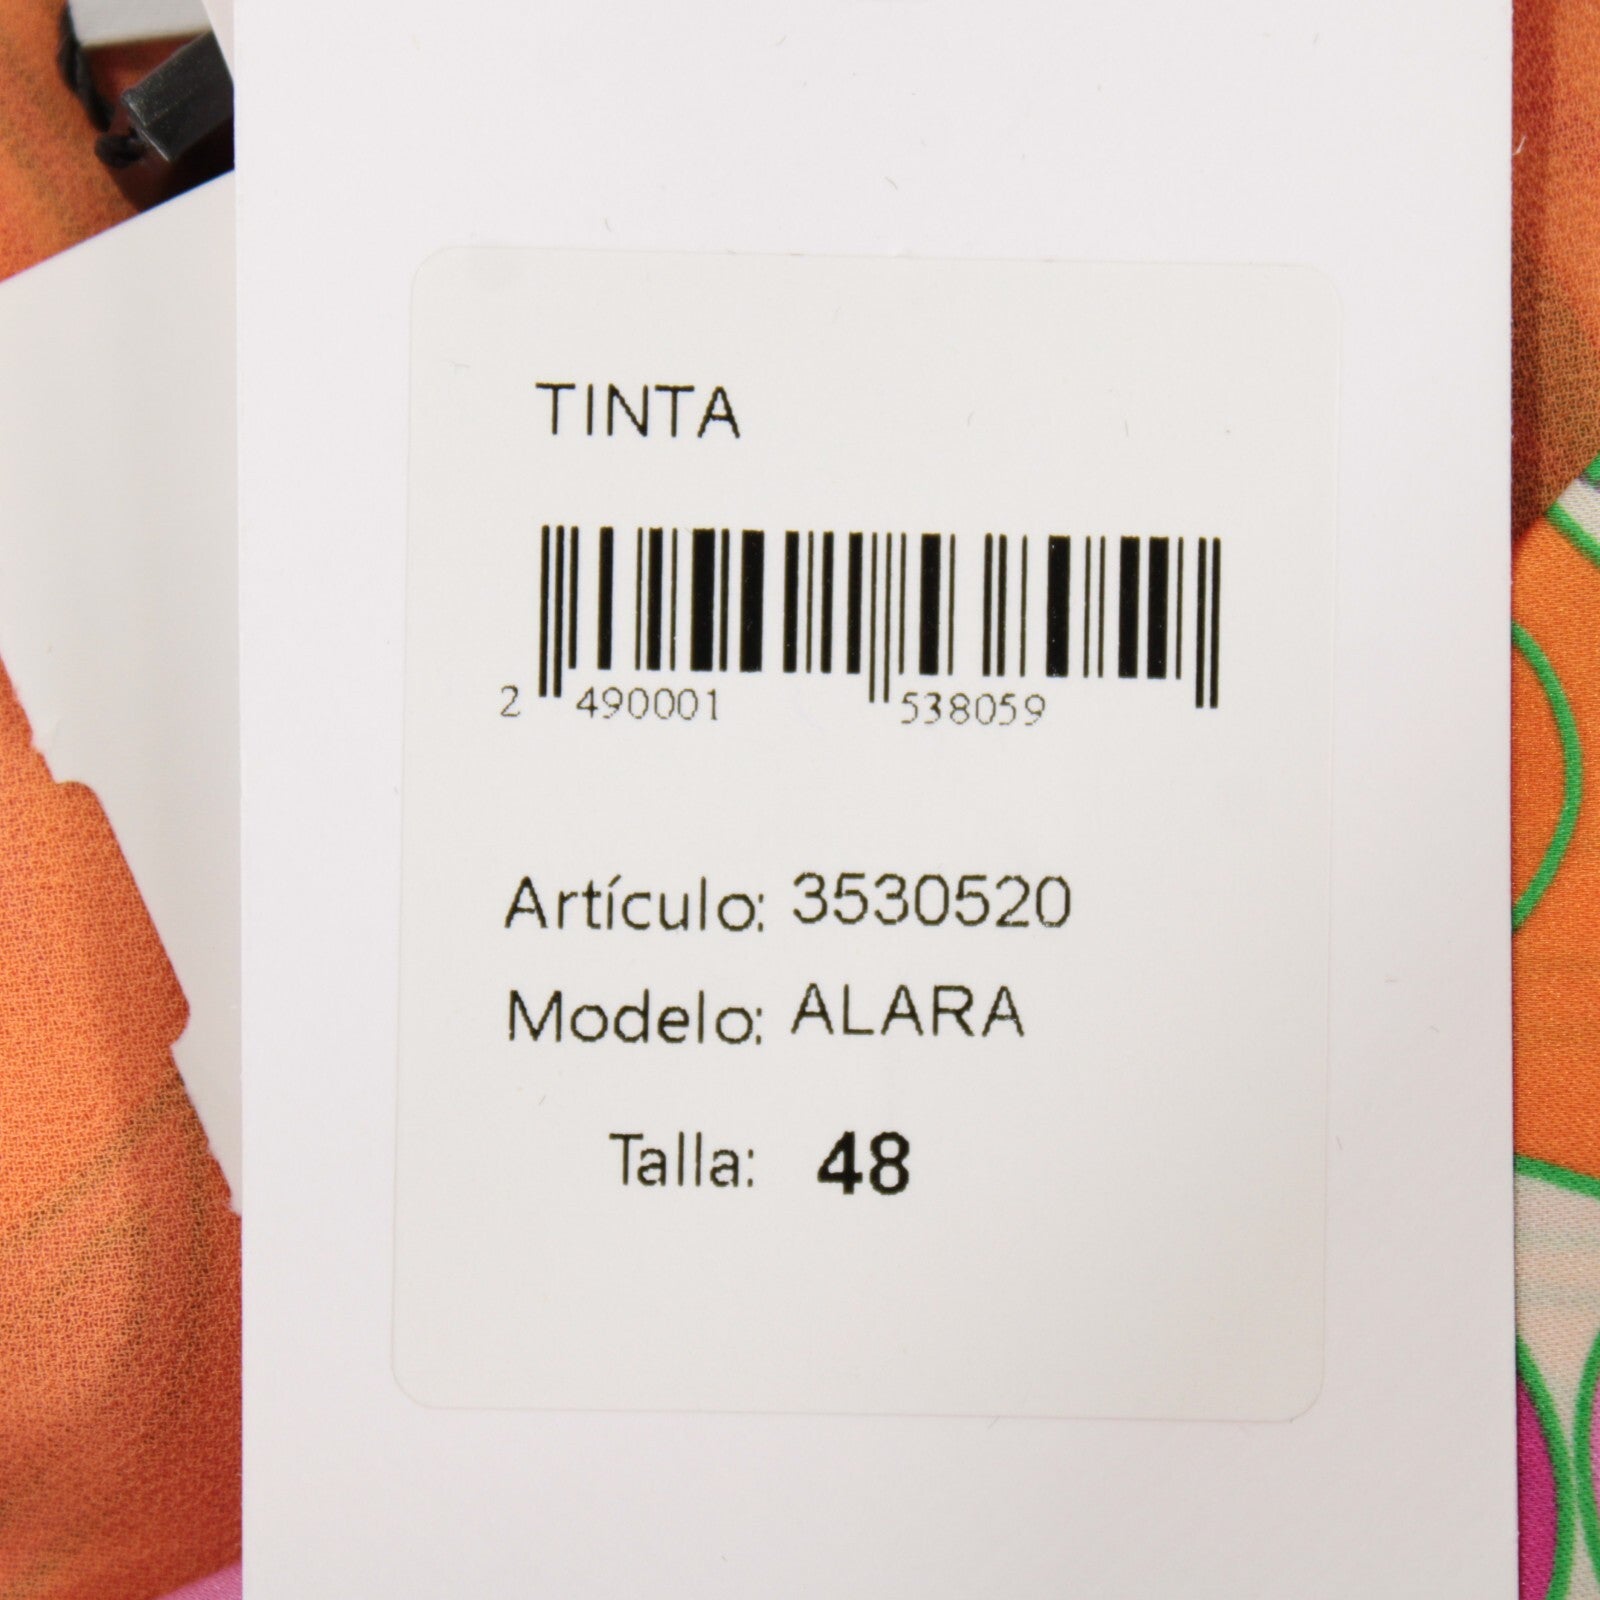 TINTA
2 490001 538059
Artículo: 3530520
Modelo: ALARA
Talla: 48